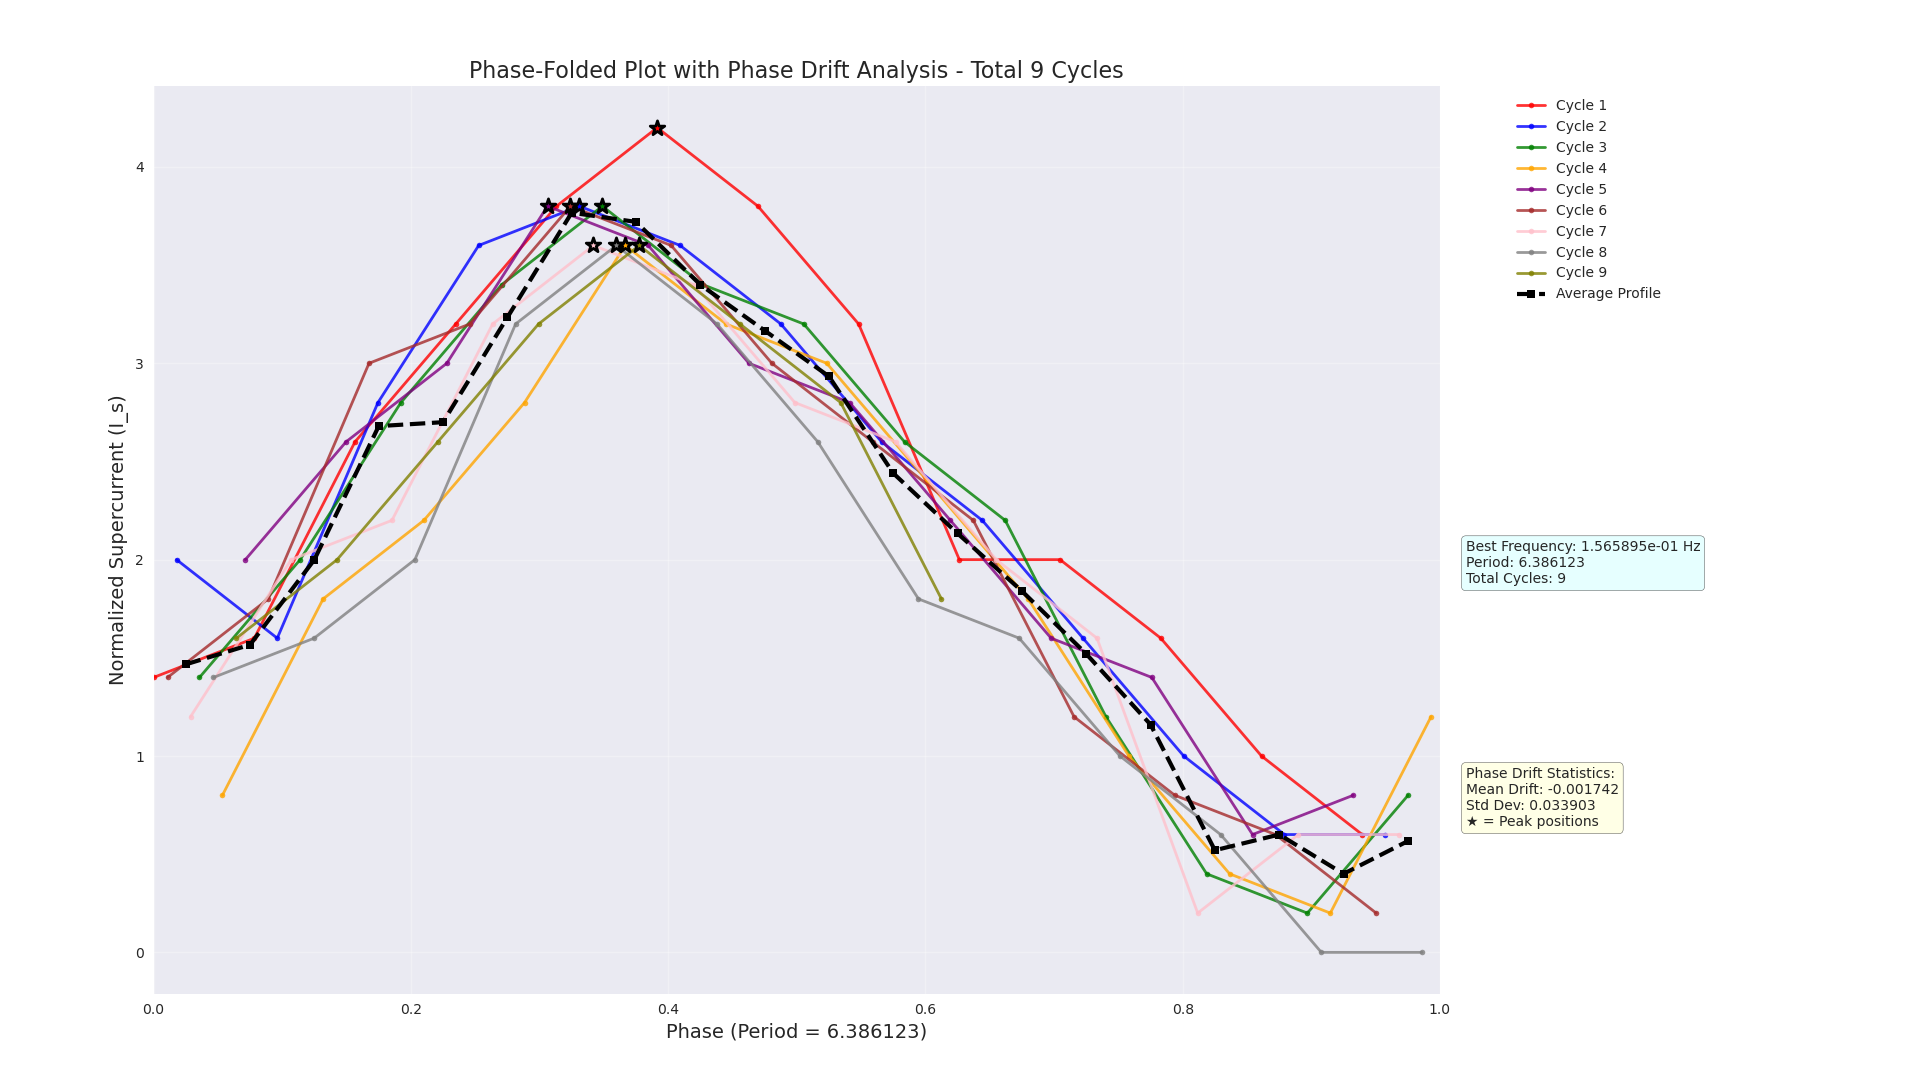 Phase-Folded Plot with Phase Drift Analysis - Total 9 Cycles
Normalized Supercurrent (I_s)
4
3
2
1
0
0.0 0.2 0.4 0.6 0.8 1.0
Phase (Period = 6.386123)
Cycle 1
Cycle 2
Cycle 3
Cycle 4
Cycle 5
Cycle 6
Cycle 7
Cycle 8
Cycle 9
Average Profile
Best Frequency: 1.565895e-01 Hz
Period: 6.386123
Total Cycles: 9
Phase Drift Statistics:
Mean Drift: -0.001742
Std Dev: 0.033903
★ = Peak positions